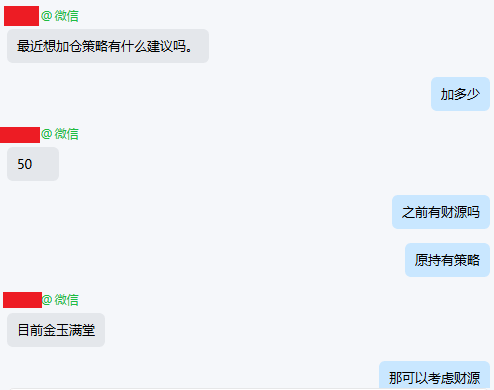 @微信
最近想加仓策略有什么建议吗。
加多少
@微信
50
之前有财源吗
原持有策略
@微信
目前金玉满堂
那可以考虑财源